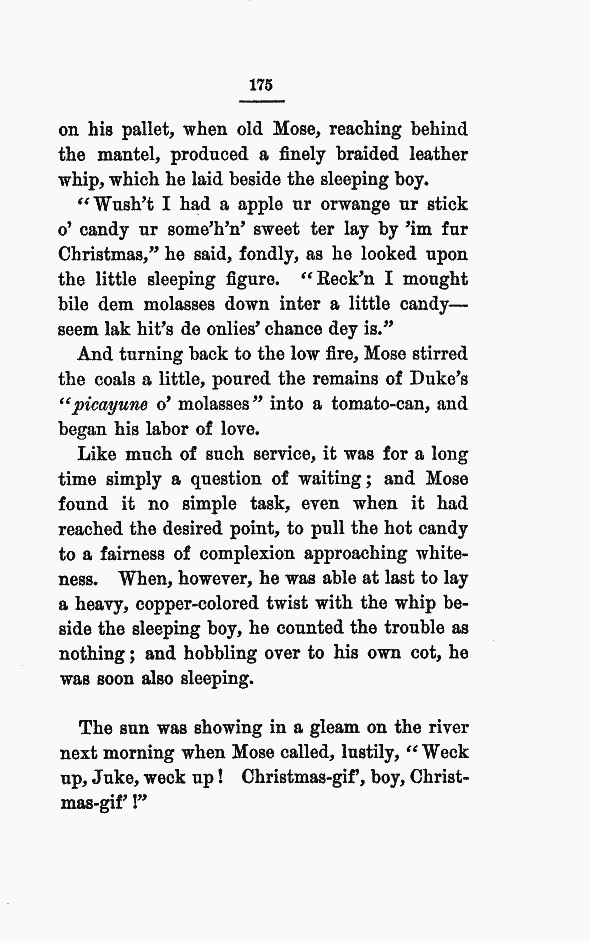 175
on his pallet, when old Mose, reaching behind
the mantel, produced a finely braided leather
whip, which he laid beside the sleeping boy.
“Wush’t I had a apple ur orwange ur stick
o’ candy ur some’h’n’ sweet ter lay by ’im fur
Christmas,” he said, fondly, as he looked upon
the little sleeping figure. “Reck’n I mought
bile dem molasses down inter a little candy—
seem lak hit’s de onlies’ chance dey is.”
And turning back to the low fire, Mose stirred
the coals a little, poured the remains of Duke’s
“picayune o’ molasses” into a tomato-can, and
began his labor of love.
Like much of such service, it was for a long
time simply a question of waiting; and Mose
found it no simple task, even when it had
reached the desired point, to pull the hot candy
to a fairness of complexion approaching white-
ness. When, however, he was able at last to lay
a heavy, copper-colored twist with the whip be-
side the sleeping boy, he counted the trouble as
nothing; and hobbling over to his own cot, he
was soon also sleeping.
The sun was showing in a gleam on the river
next morning when Mose called, lustily, “Weck
up, Juke, weck up! Christmas-gif’, boy, Christ-
mas-gif’!”